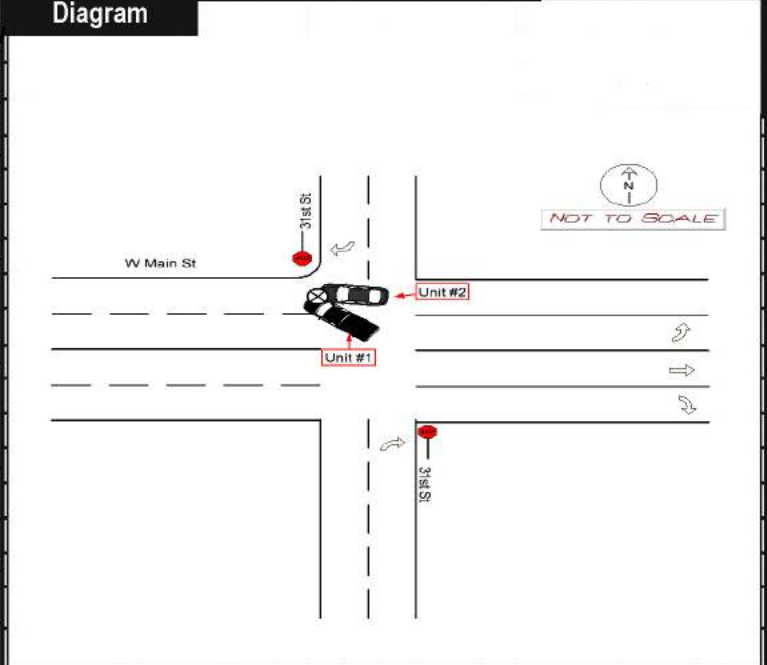 Diagram
31st St
N
NOT TO SCALE
W Main St
Unit #2
Unit #1
31st St